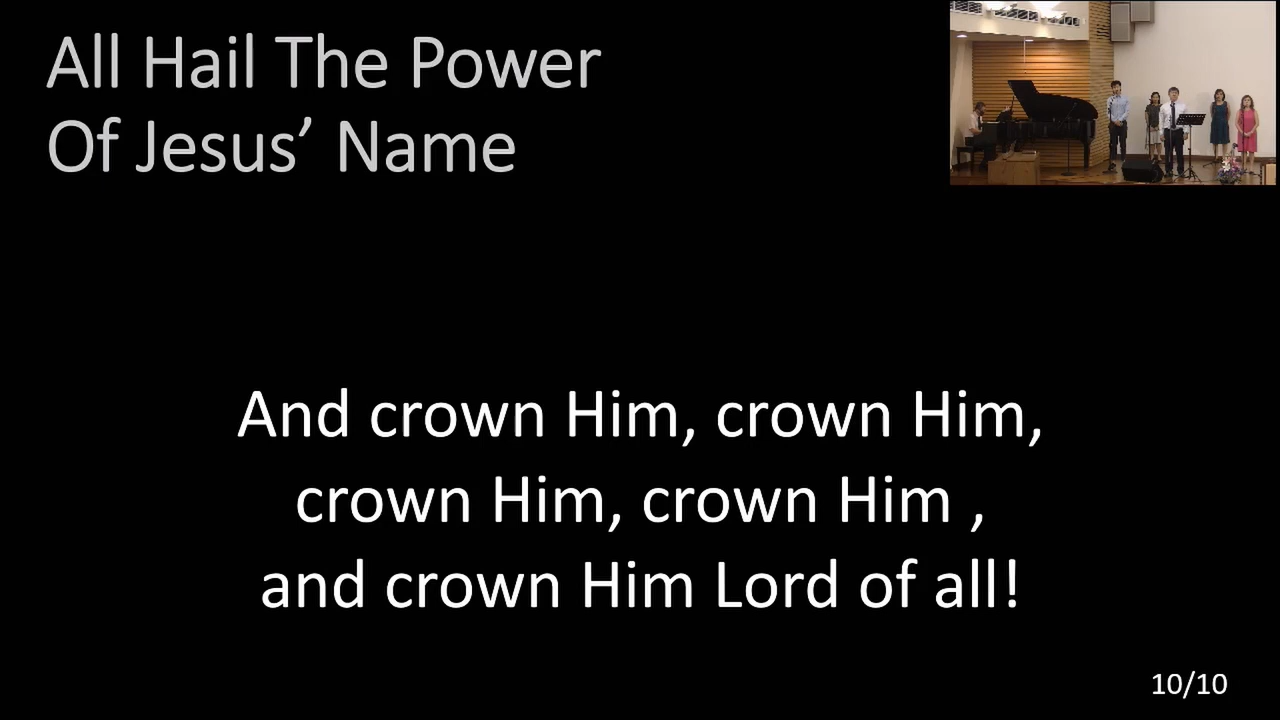 All Hail The Power
Of Jesus’ Name
And crown Him, crown Him,
crown Him, crown Him ,
and crown Him Lord of all!
10/10